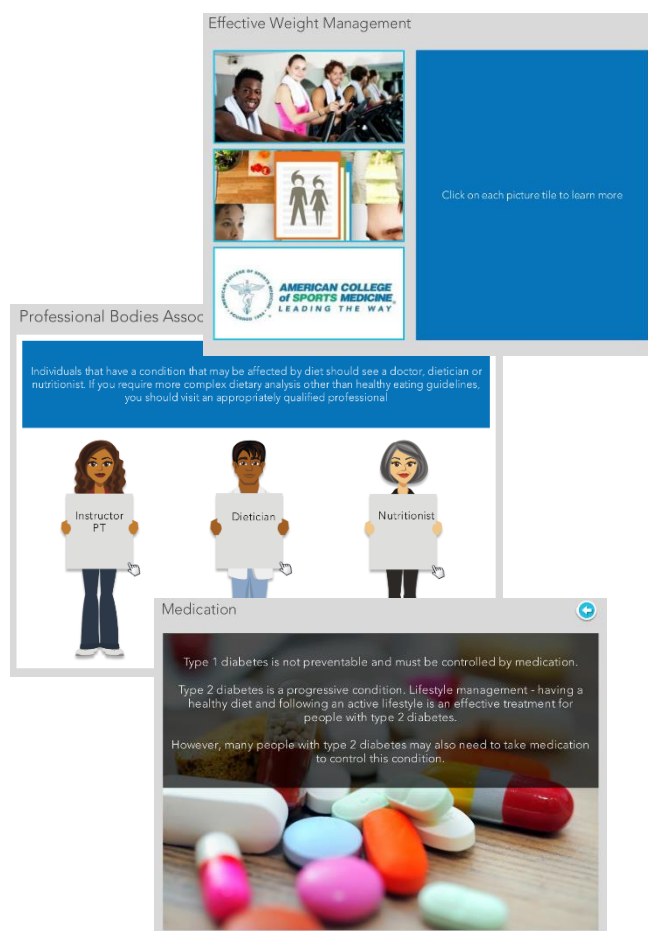 Effective Weight Management
Click on each picture tile to learn more
AMERICAN COLLEGE
of SPORTS MEDICINE
LEADING THE WAY
Professional Bodies Assoc
Individuals that have a condition that may be affected by diet should see a doctor, dietician or
nutritionist. If you require more complex dietary analysis other than healthy eating guidelines,
you should visit an appropriately qualified professional
Instructor
PT
Dietician
Nutritionist
Medication
Type 1 diabetes is not preventable and must be controlled by medication.
Type 2 diabetes is a progressive condition. Lifestyle management - having a
healthy diet and following an active lifestyle is an effective treatment for
people with type 2 diabetes.
However, many people with type 2 diabetes may also need to take medication
to control this condition.